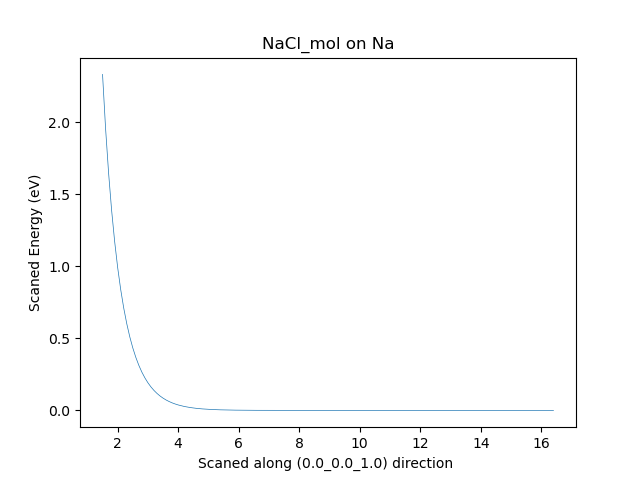 NaCl_mol on Na
Scaned Energy (eV)
2.0
1.5
1.0
0.5
0.0
2 4 6 8 10 12 14 16
Scaned along (0.0_0.0_1.0) direction